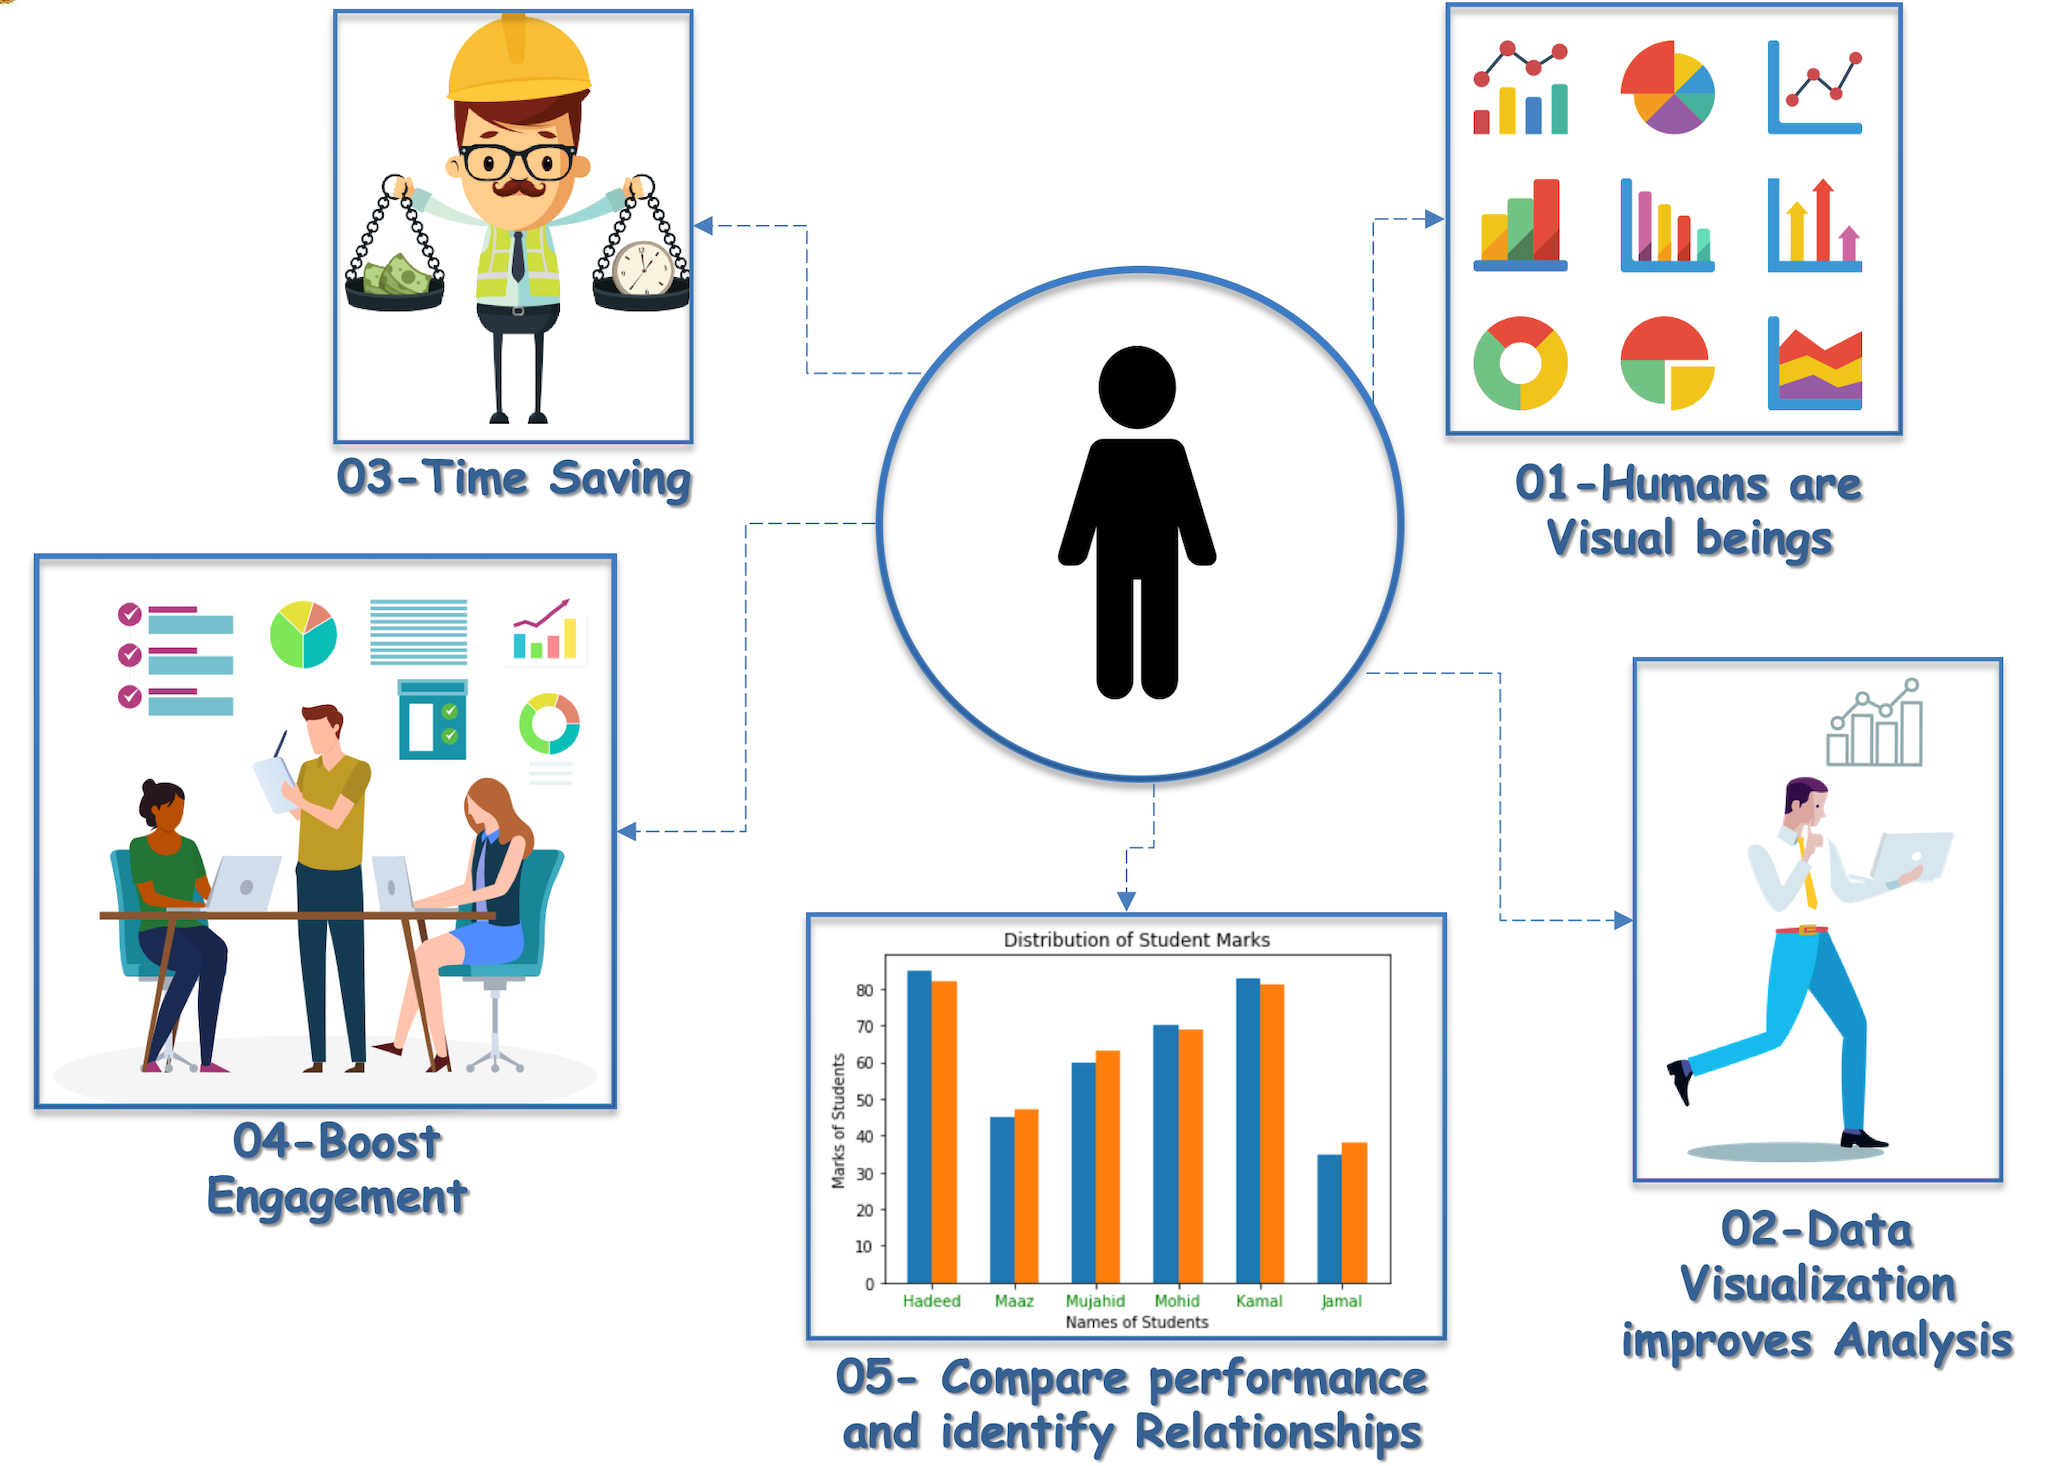 03-Time Saving
01-Humans are
Visual beings
04-Boost
Engagement
Distribution of Student Marks
Marks of Students
80
70
60
50
40
30
20
10
0
Hadeed Maaz Mujahid Mohid Kamal Jamal
Names of Students
05- Compare performance
and identify Relationships
02-Data
Visualization
improves Analysis